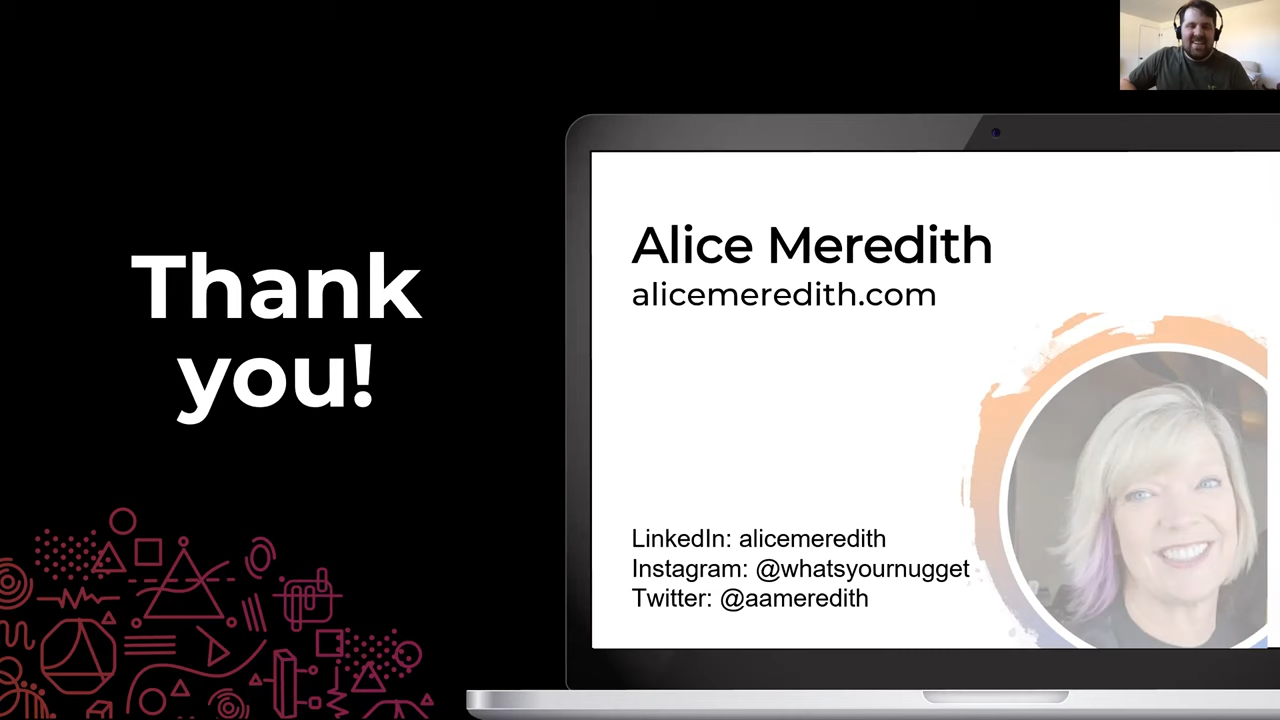 Thank
you!
Alice Meredith
alicemeredith.com
LinkedIn: alicemeredith
Instagram: @whatsyournugget
Twitter: @aameredith